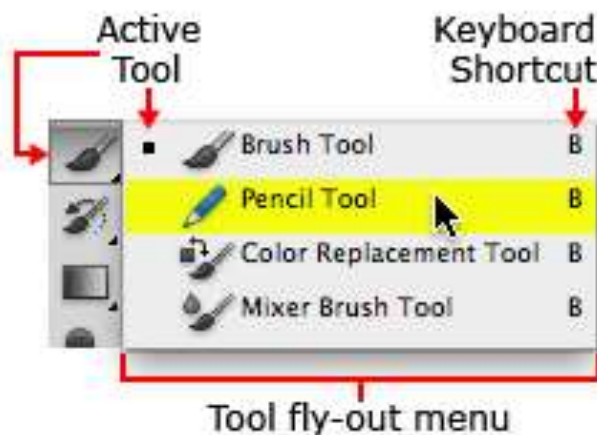 Active
Tool
Keyboard
Shortcut
Brush Tool B
Pencil Tool B
Color Replacement Tool B
Mixer Brush Tool B
Tool fly-out menu